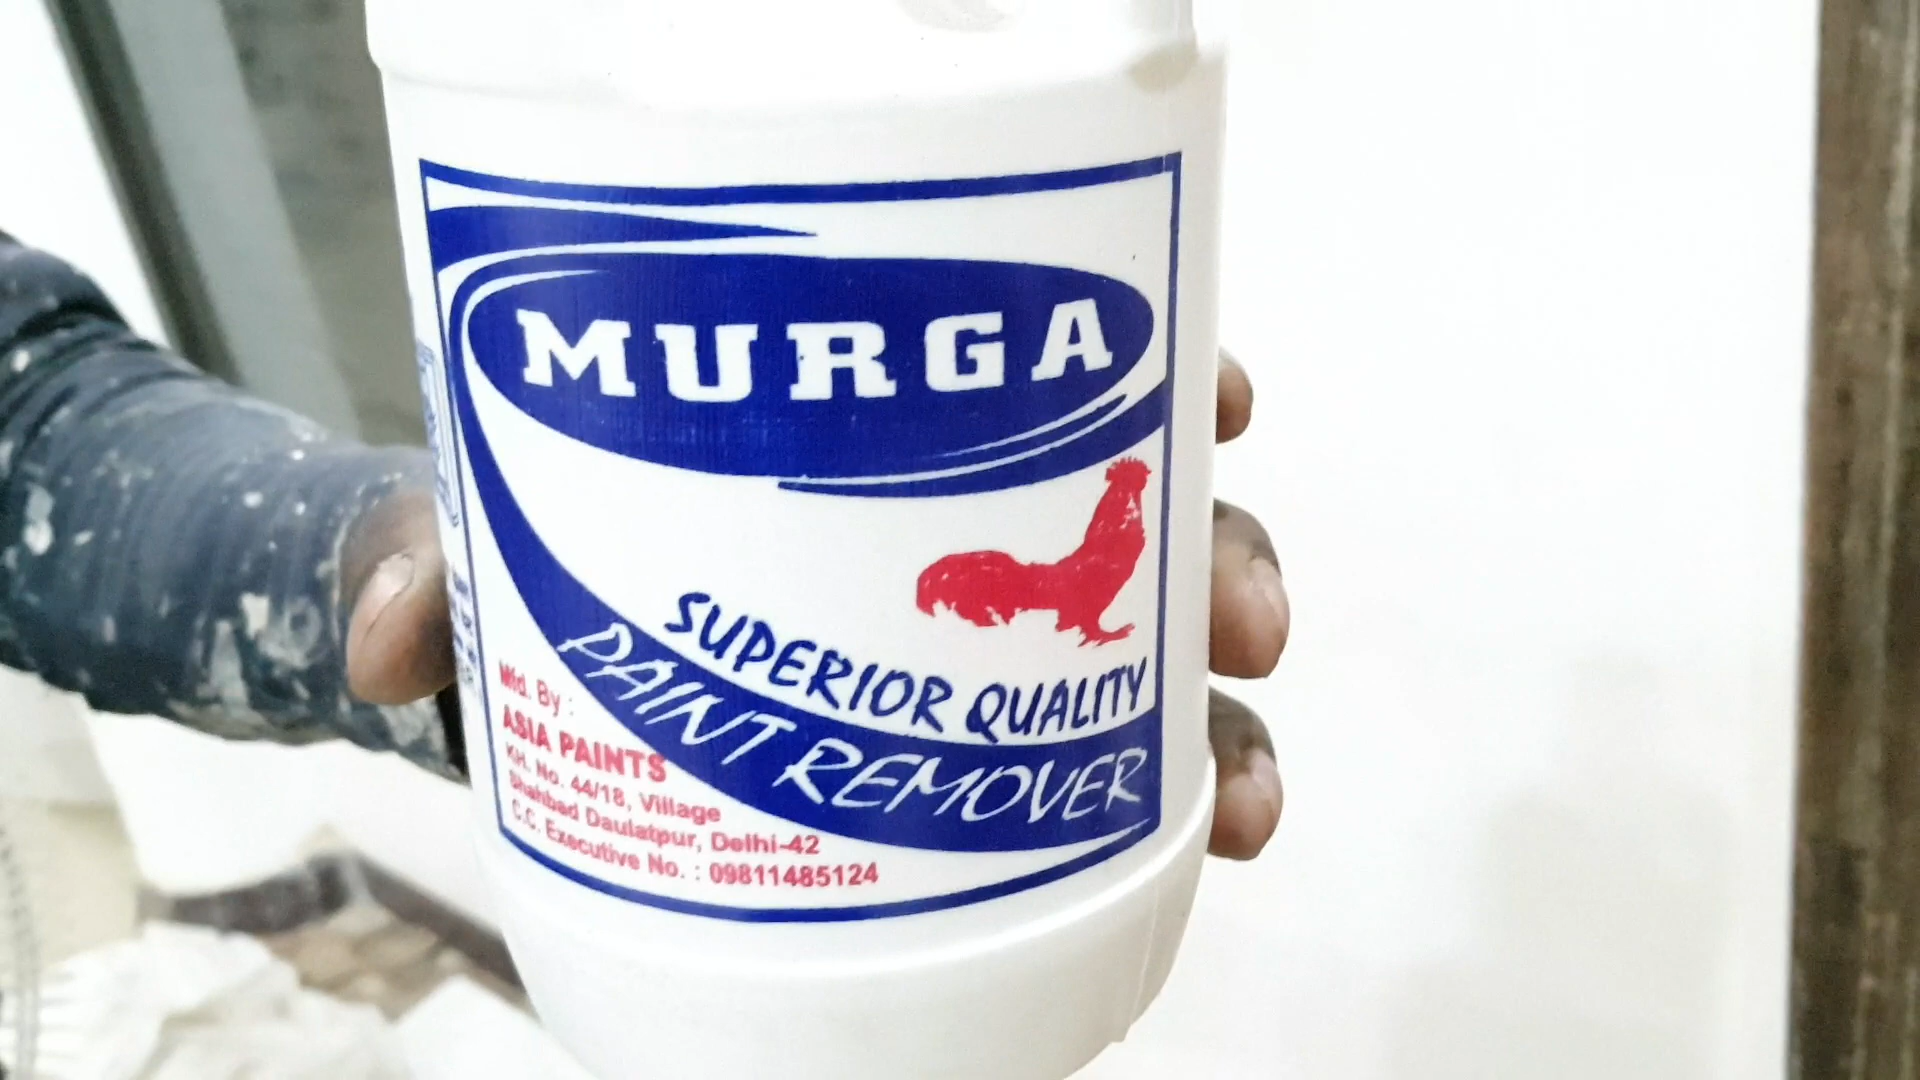 MURGA
SUPERIOR QUALITY
PAINT REMOVER
Mfd. By :
ASIA PAINTS
KH. No. 44/18, Village
Shahbad Daulatpur, Delhi-42
C.C. Executive No. : 09811485124